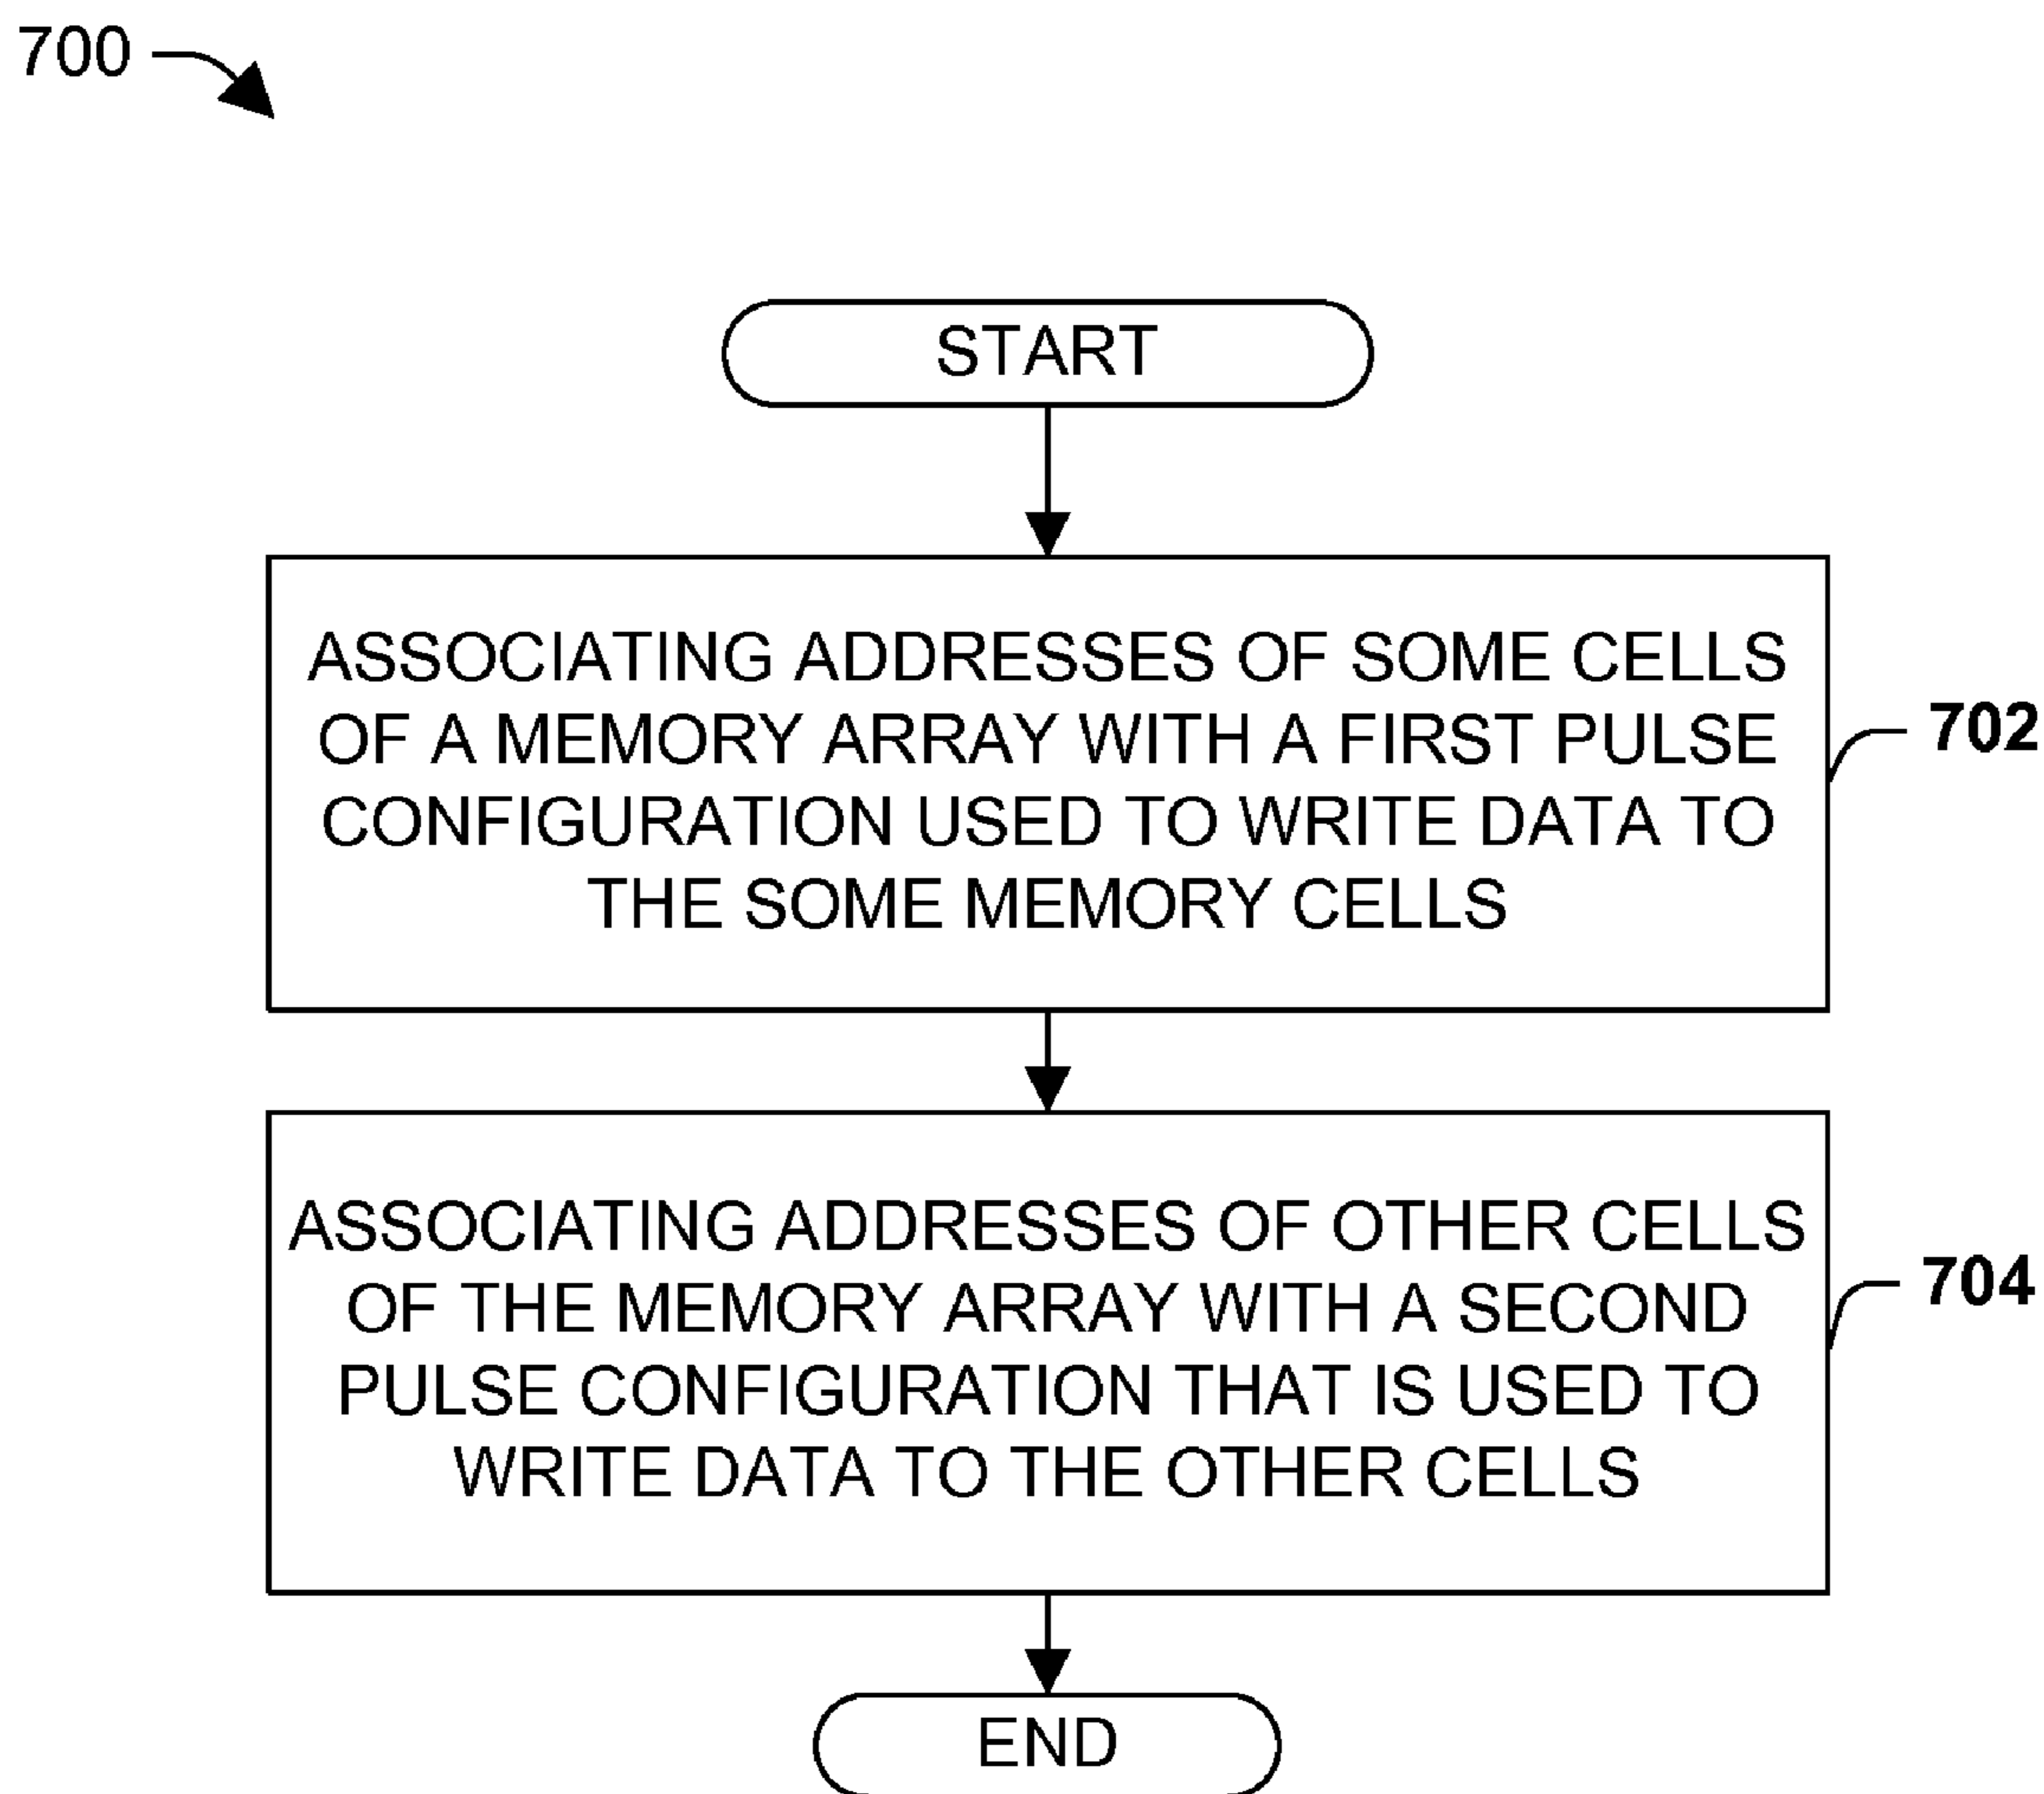 700
START
ASSOCIATING ADDRESSES OF SOME CELLS
OF A MEMORY ARRAY WITH A FIRST PULSE
CONFIGURATION USED TO WRITE DATA TO
THE SOME MEMORY CELLS
702
ASSOCIATING ADDRESSES OF OTHER CELLS
OF THE MEMORY ARRAY WITH A SECOND
PULSE CONFIGURATION THAT IS USED TO
WRITE DATA TO THE OTHER CELLS
704
END